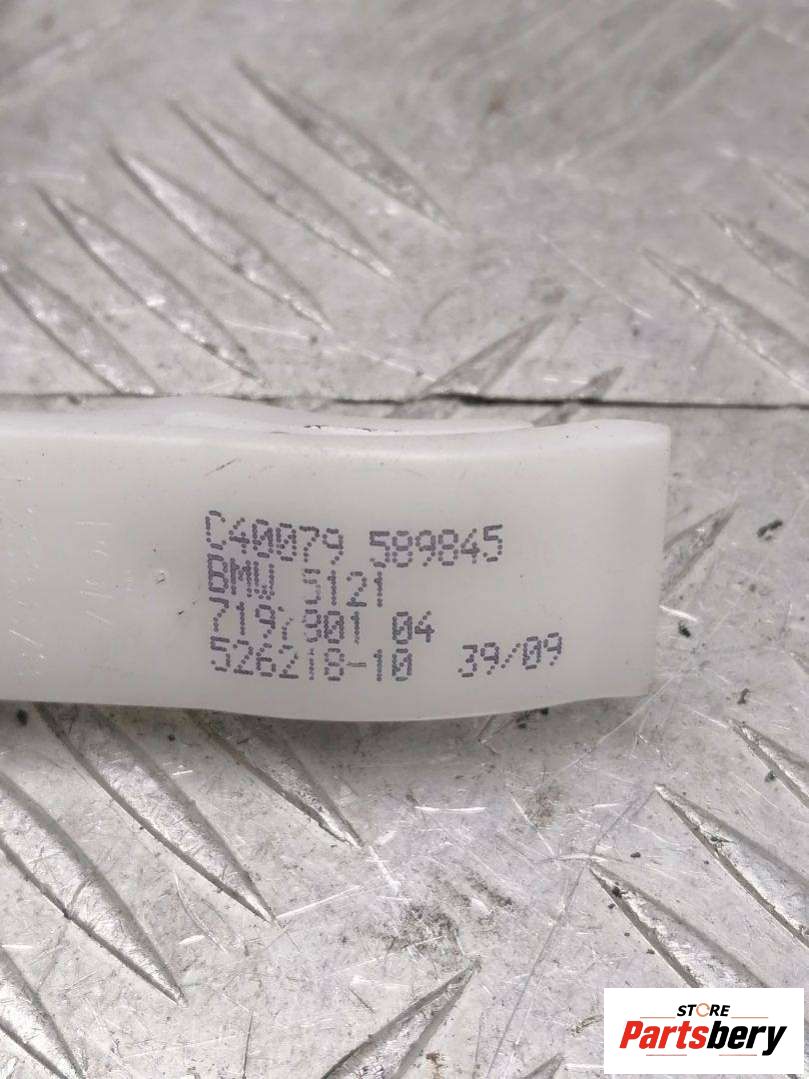 C40079 589845
BMW 5121
7197801 04
526218-10 39/09
STORE
Partsbery